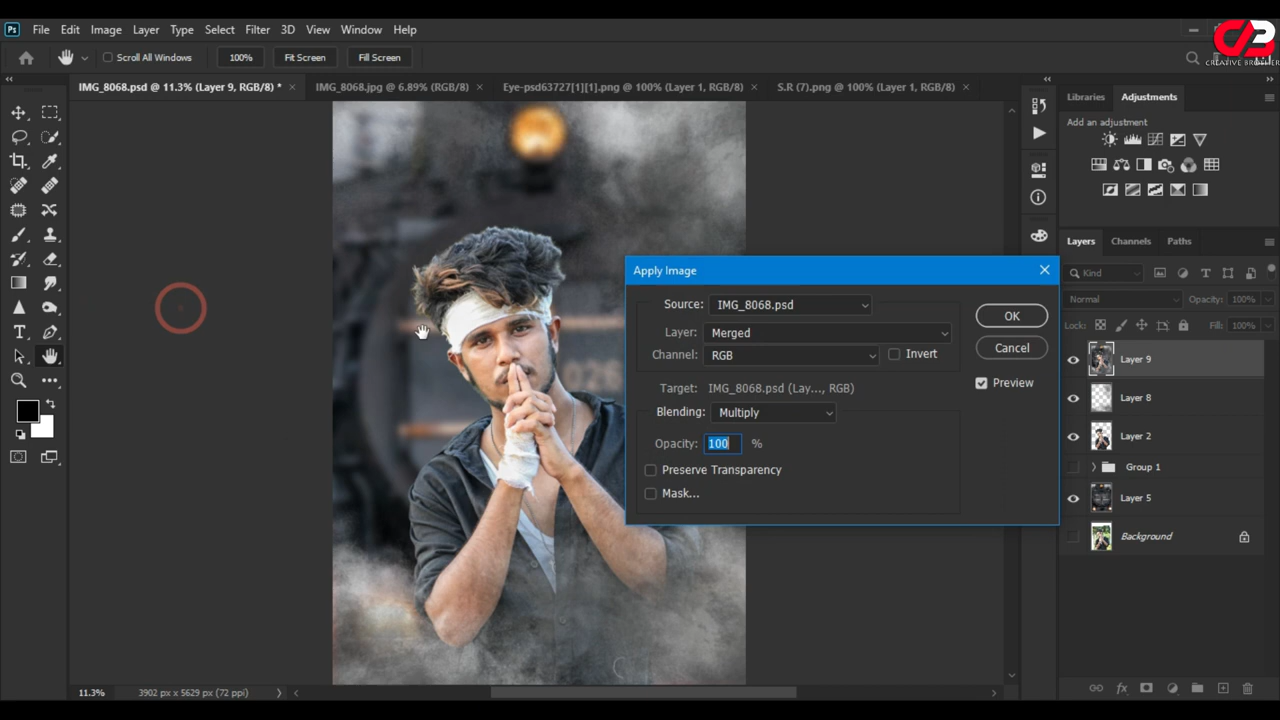 Ps File Edit Image Layer Type Select Filter 3D View Window Help
CREATIVE BROTHER
Scroll All Windows 100% Fit Screen Fill Screen
IMG_8068.psd @ 11.3% (Layer 9, RGB/8) * IMG_8068.jpg @ 6.89% (RGB/8) Eye-psd63727[1][1].png @ 100% (Layer 1, RGB/8) S.R (7).png @ 100% (Layer 1, RGB/8)
Libraries Adjustments
Add an adjustment
Layers Channels Paths
Kind
Normal Opacity: 100%
Lock: Fill: 100%
Layer 9
Layer 8
Layer 2
Group 1
Layer 5
Background
Apply Image
Source: IMG_8068.psd
OK
Layer: Merged
Cancel
Channel: RGB Invert
Preview
Target: IMG_8068.psd (Lay..., RGB)
Blending: Multiply
Opacity: 100 %
Preserve Transparency
Mask...
026
11.3% 3902 px x 5629 px (72 ppi)